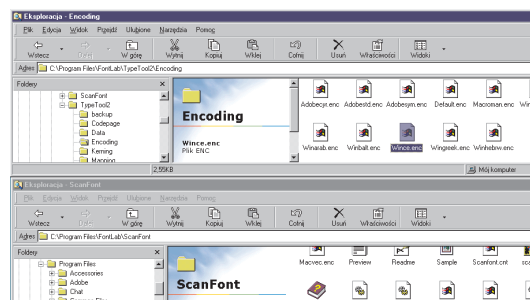 Eksploracja - Encoding
Plik Edycja Widok Przejdź Ulubione Narzędzia Pomoc
Wstecz Dalej W górę Wytnij Kopiuj Wklej Cofnij Usuń Właściwości Widoki
Adres C:\Program Files\FontLab\TypeTool2\Encoding
Foldery
ScanFont
TypeTool2
backup
Codepage
Data
Encoding
Kerning
Mapping
Encoding
Wince.enc
Plik ENC
Adobecyr.enc Adobestd.enc Adobesym.enc Default.enc Macroman.enc
Winarab.enc Winbalt.enc Wince.enc Wingreek.enc Winhebrw.enc
2,55KB Mój komputer
Eksploracja - ScanFont
Plik Edycja Widok Przejdź Ulubione Narzędzia Pomoc
Wstecz Dalej W górę Wytnij Kopiuj Wklej Cofnij Usuń Właściwości Widoki
Adres C:\Program Files\FontLab\ScanFont
Foldery
Program Files
Accessories
Adobe
Chat
ScanFont
Macvec.enc Preview Readme Sample Scanfont.cnt